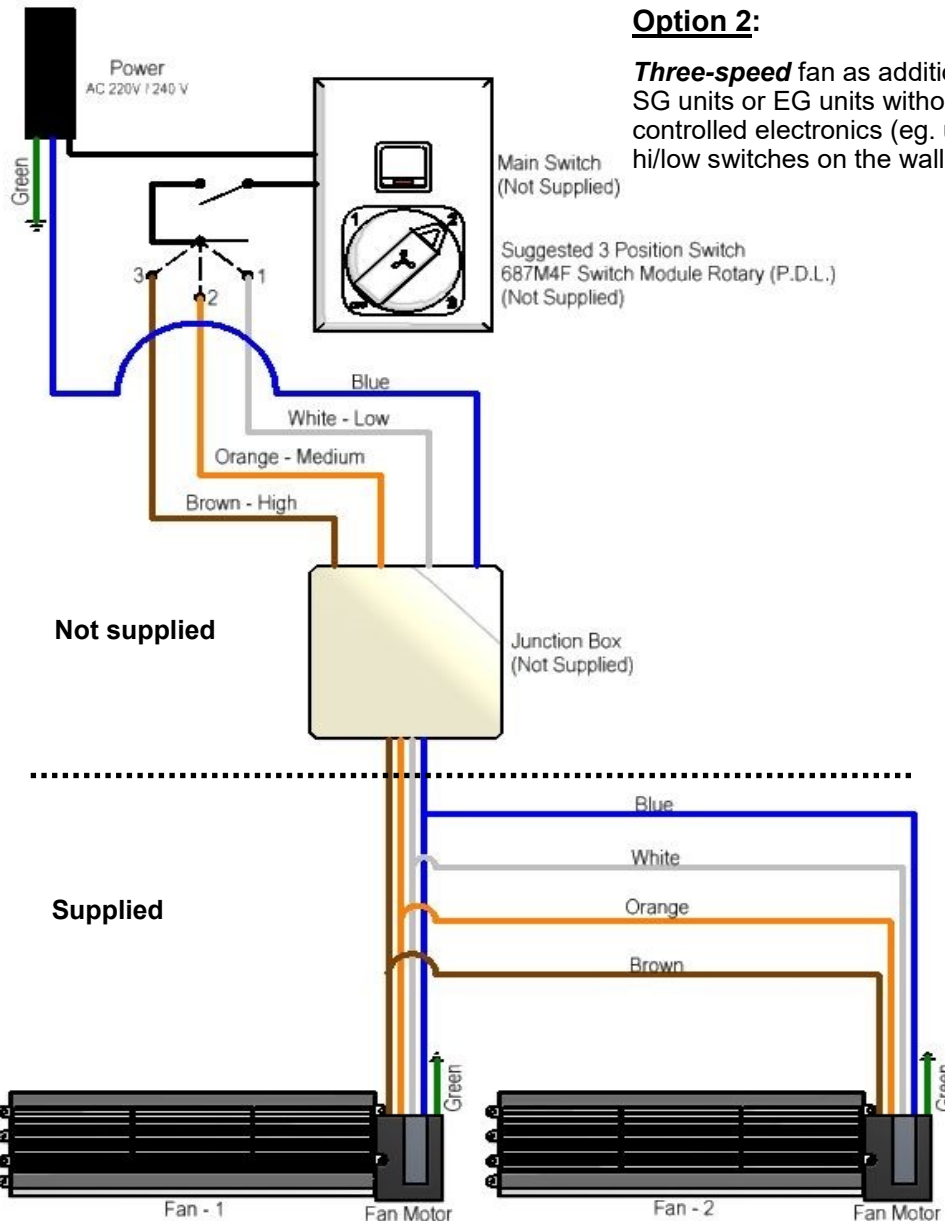 Option 2:
Three-speed fan as
SG units or EG units
controlled electronics (eg.
hi/low switches on the wall
Power
AC 220V / 240 V
Green
Main Switch
(Not Supplied)
1
2
3
OFF
Suggested 3 Position Switch
687M4F Switch Module Rotary (P.D.L.)
(Not Supplied)
3
2
1
Blue
White - Low
Orange - Medium
Brown - High
Not supplied
Junction Box
(Not Supplied)
Blue
White
Supplied
Orange
Brown
Green
Green
Fan - 1
Fan Motor
Fan - 2
Fan Motor